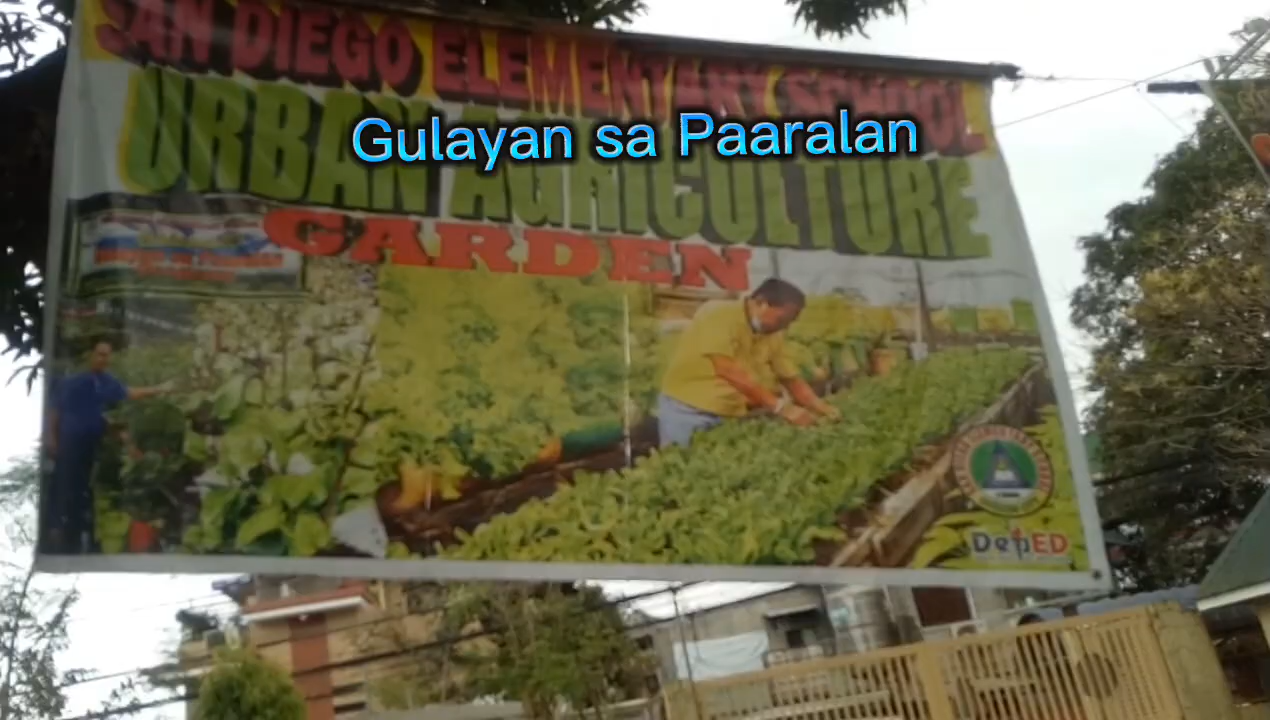 SAN DIEGO ELEMENTARY SCHOOL
URBAN AGRICULTURE
Gulayan sa Paaralan
GARDEN
DepED